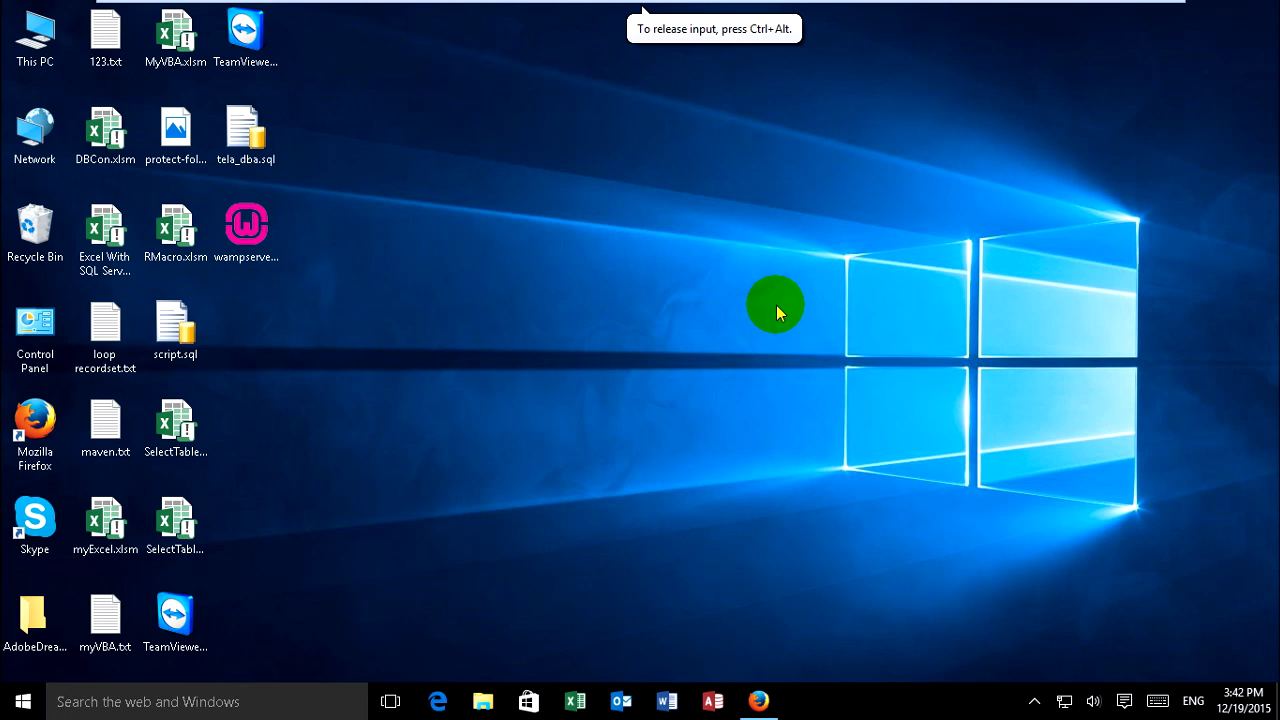 To release input, press Ctrl+Alt.
This PC
123.txt
MyVBA.xlsm
TeamViewe...
Network
DBCon.xlsm
protect-fol...
tela_dba.sql
Recycle Bin
Excel With
SQL Serv...
RMacro.xlsm
wampserve...
Control
Panel
loop
recordset.txt
script.sql
Mozilla
Firefox
maven.txt
SelectTable...
Skype
myExcel.xlsm
SelectTabl...
AdobeDrea...
myVBA.txt
TeamViewe...
Search the web and Windows
ENG
3:42 PM
12/19/2015